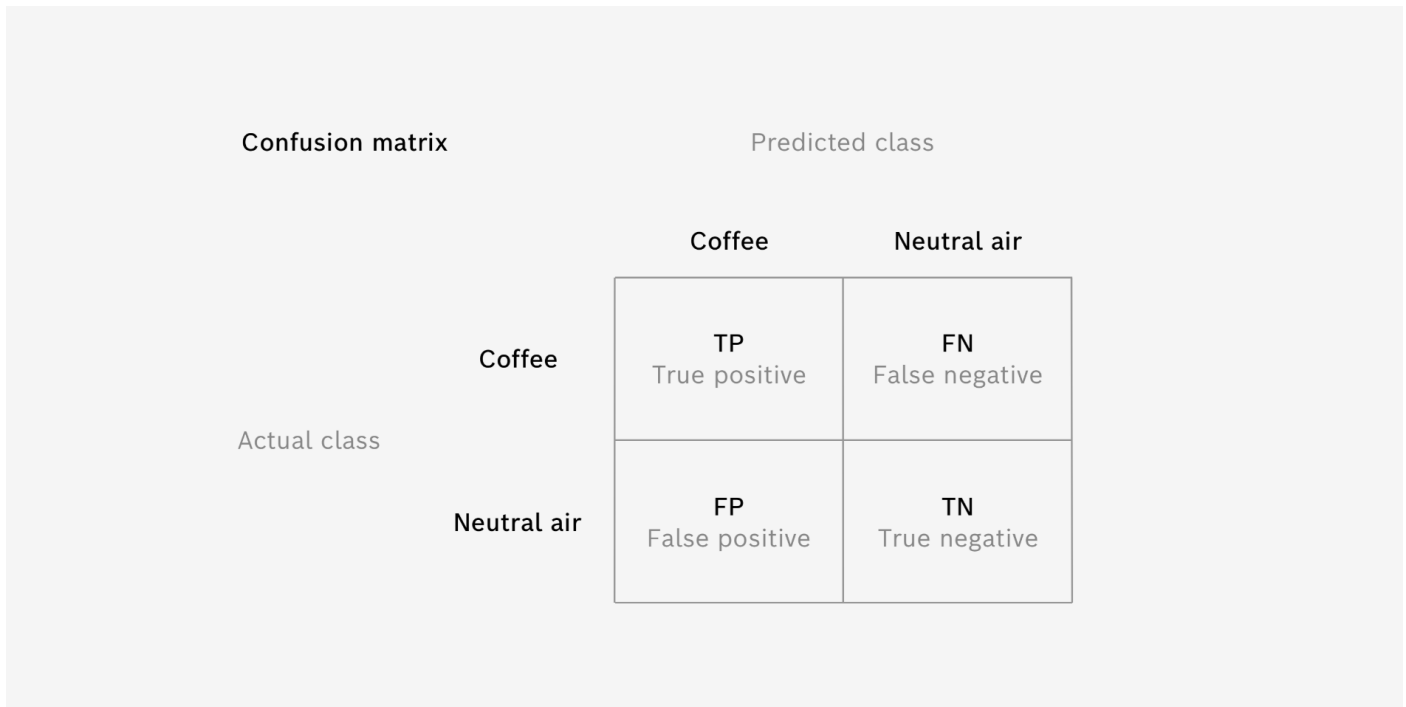 Confusion matrix
Predicted class
Coffee
Neutral air
Coffee
TP
True positive
FN
False negative
Actual class
Neutral air
FP
False positive
TN
True negative